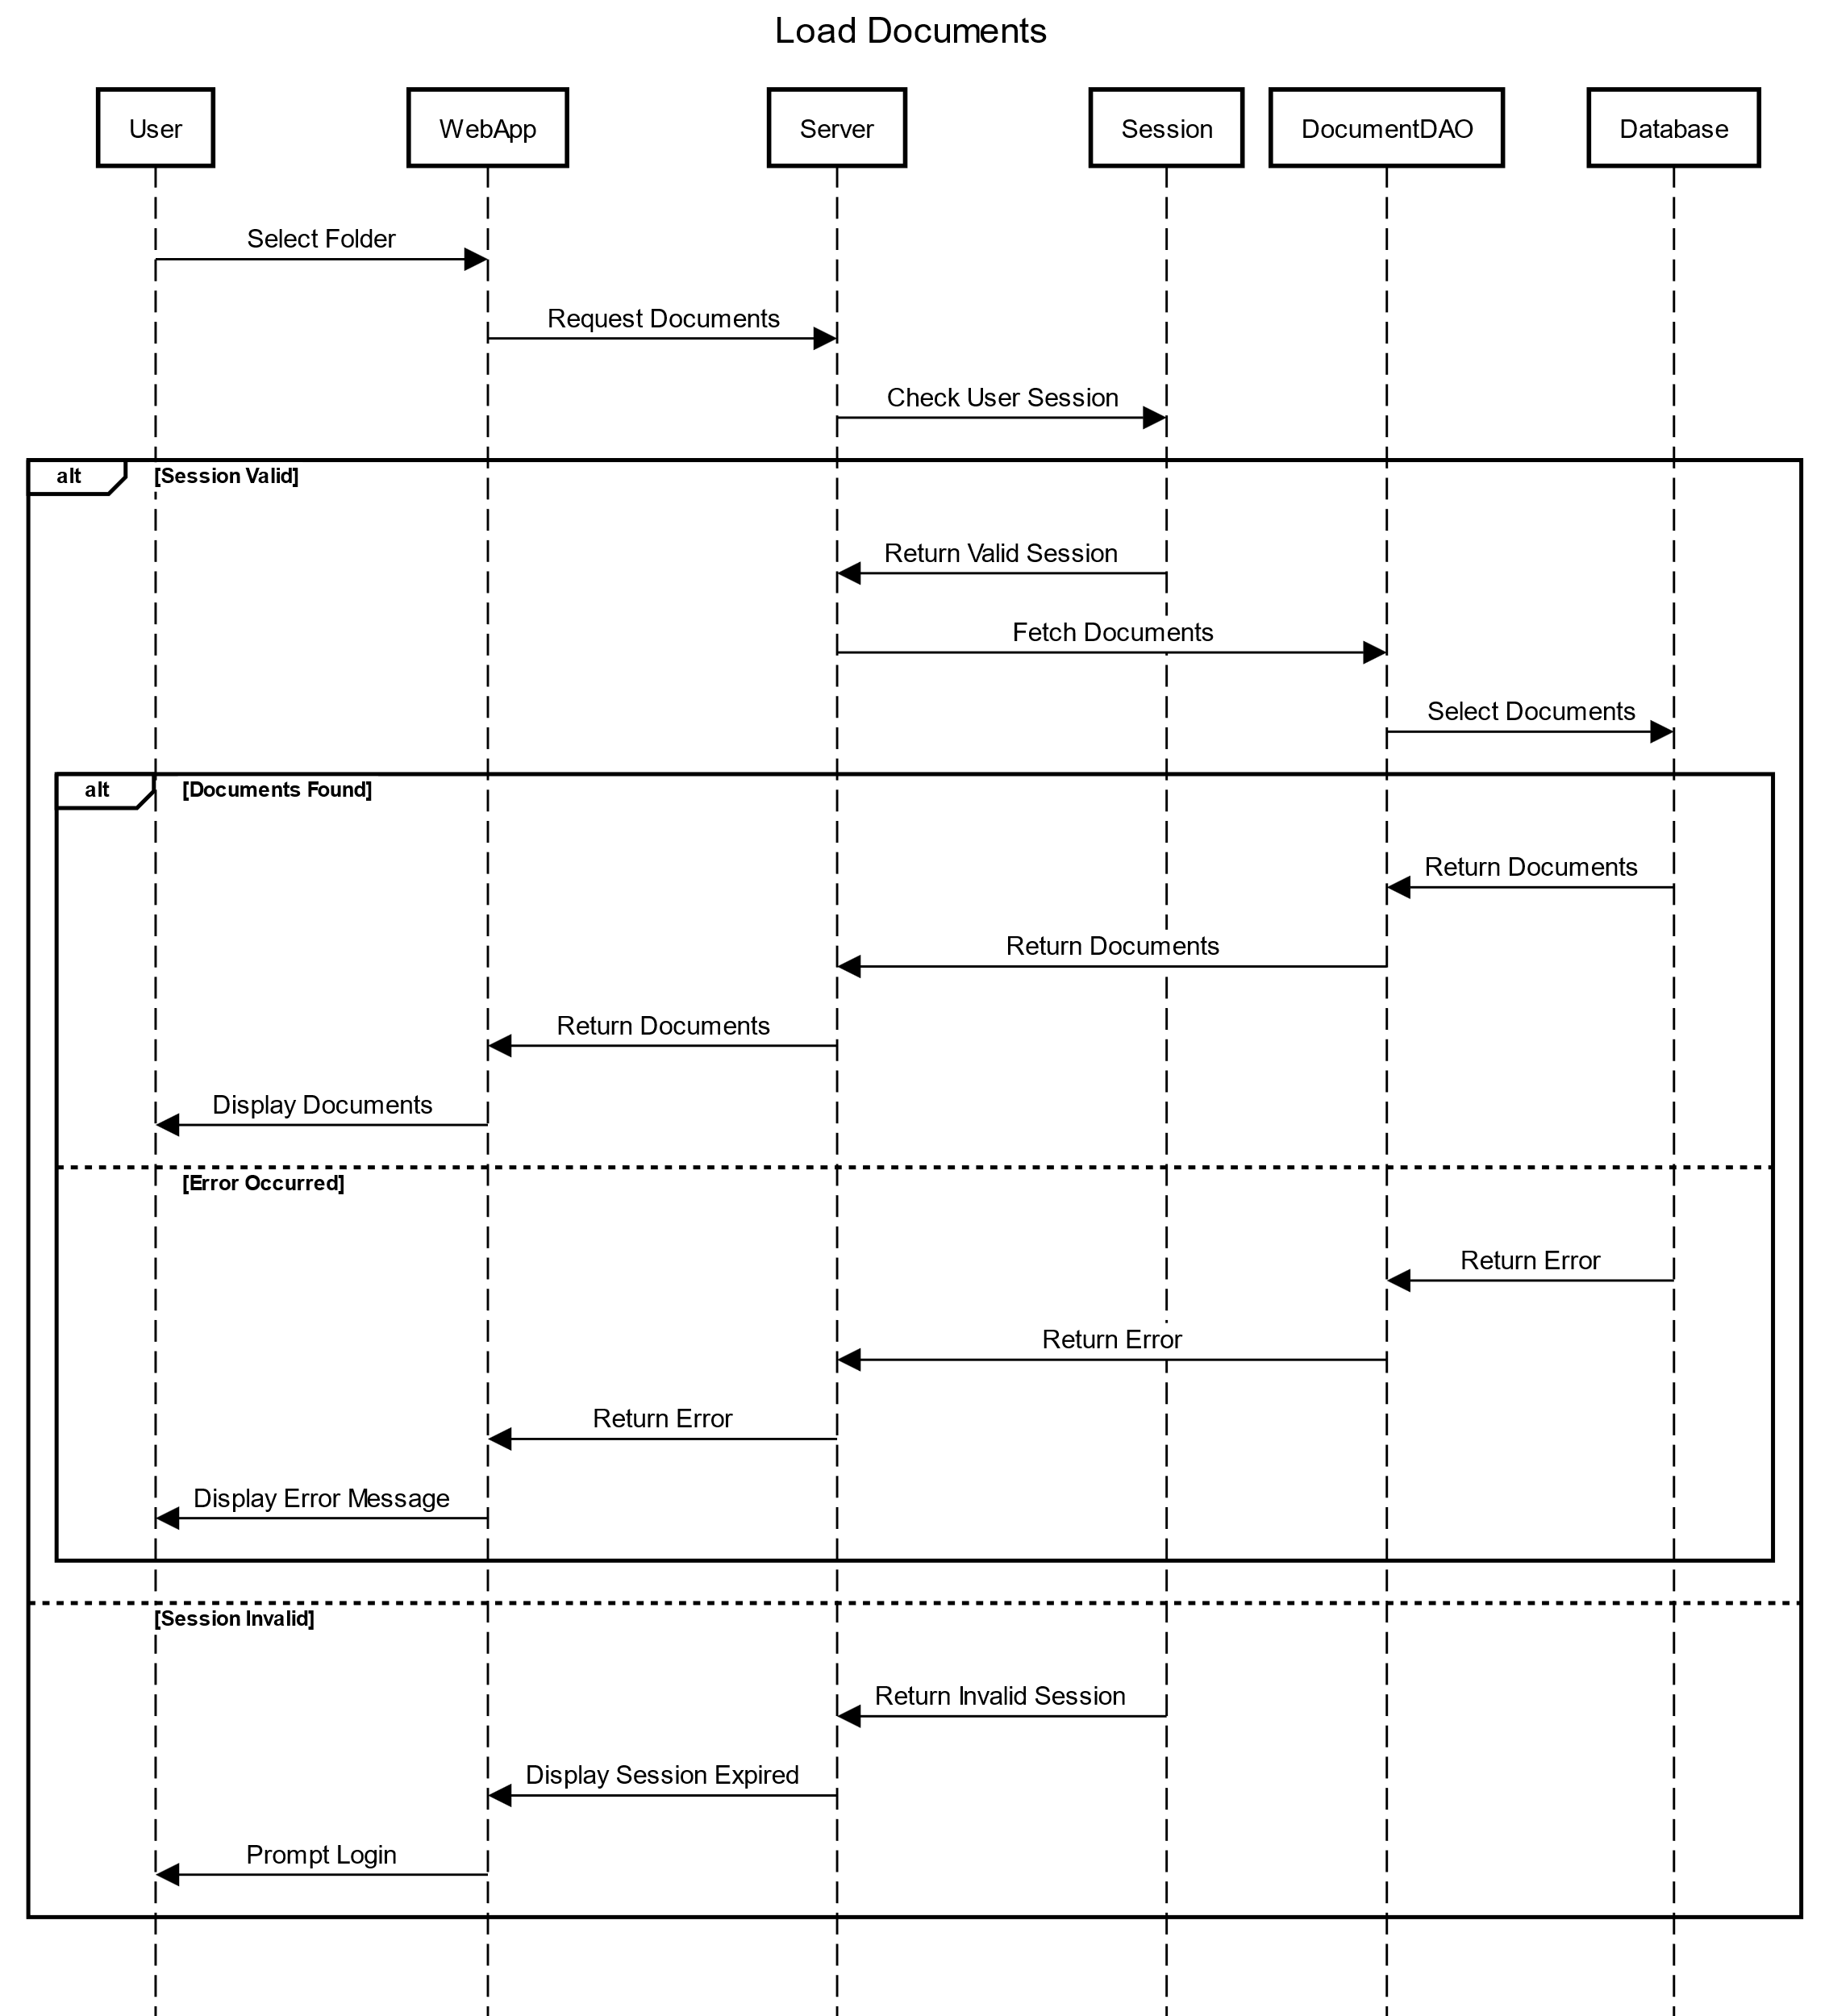 Load Documents
User
WebApp
Server
Session
DocumentDAO
Database
Select Folder
Request Documents
Check User Session
alt
[Session Valid]
Return Valid Session
Fetch Documents
Select Documents
alt
[Documents Found]
Return Documents
Return Documents
Return Documents
Display Documents
[Error Occurred]
Return Error
Return Error
Return Error
Display Error Message
[Session Invalid]
Return Invalid Session
Display Session Expired
Prompt Login